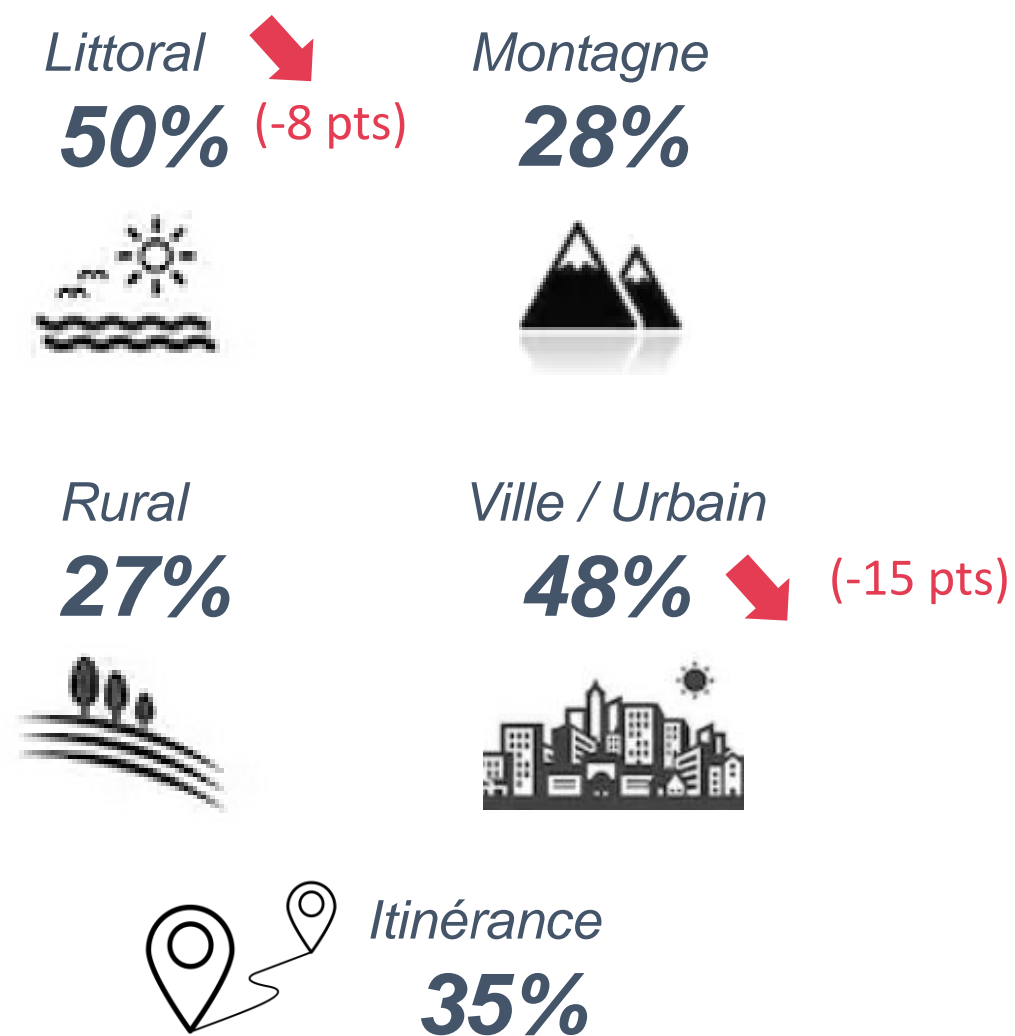 Littoral
50% (-8 pts)
Montagne
28%
Rural
27%
Ville / Urbain
48% (-15 pts)
Itinérance
35%